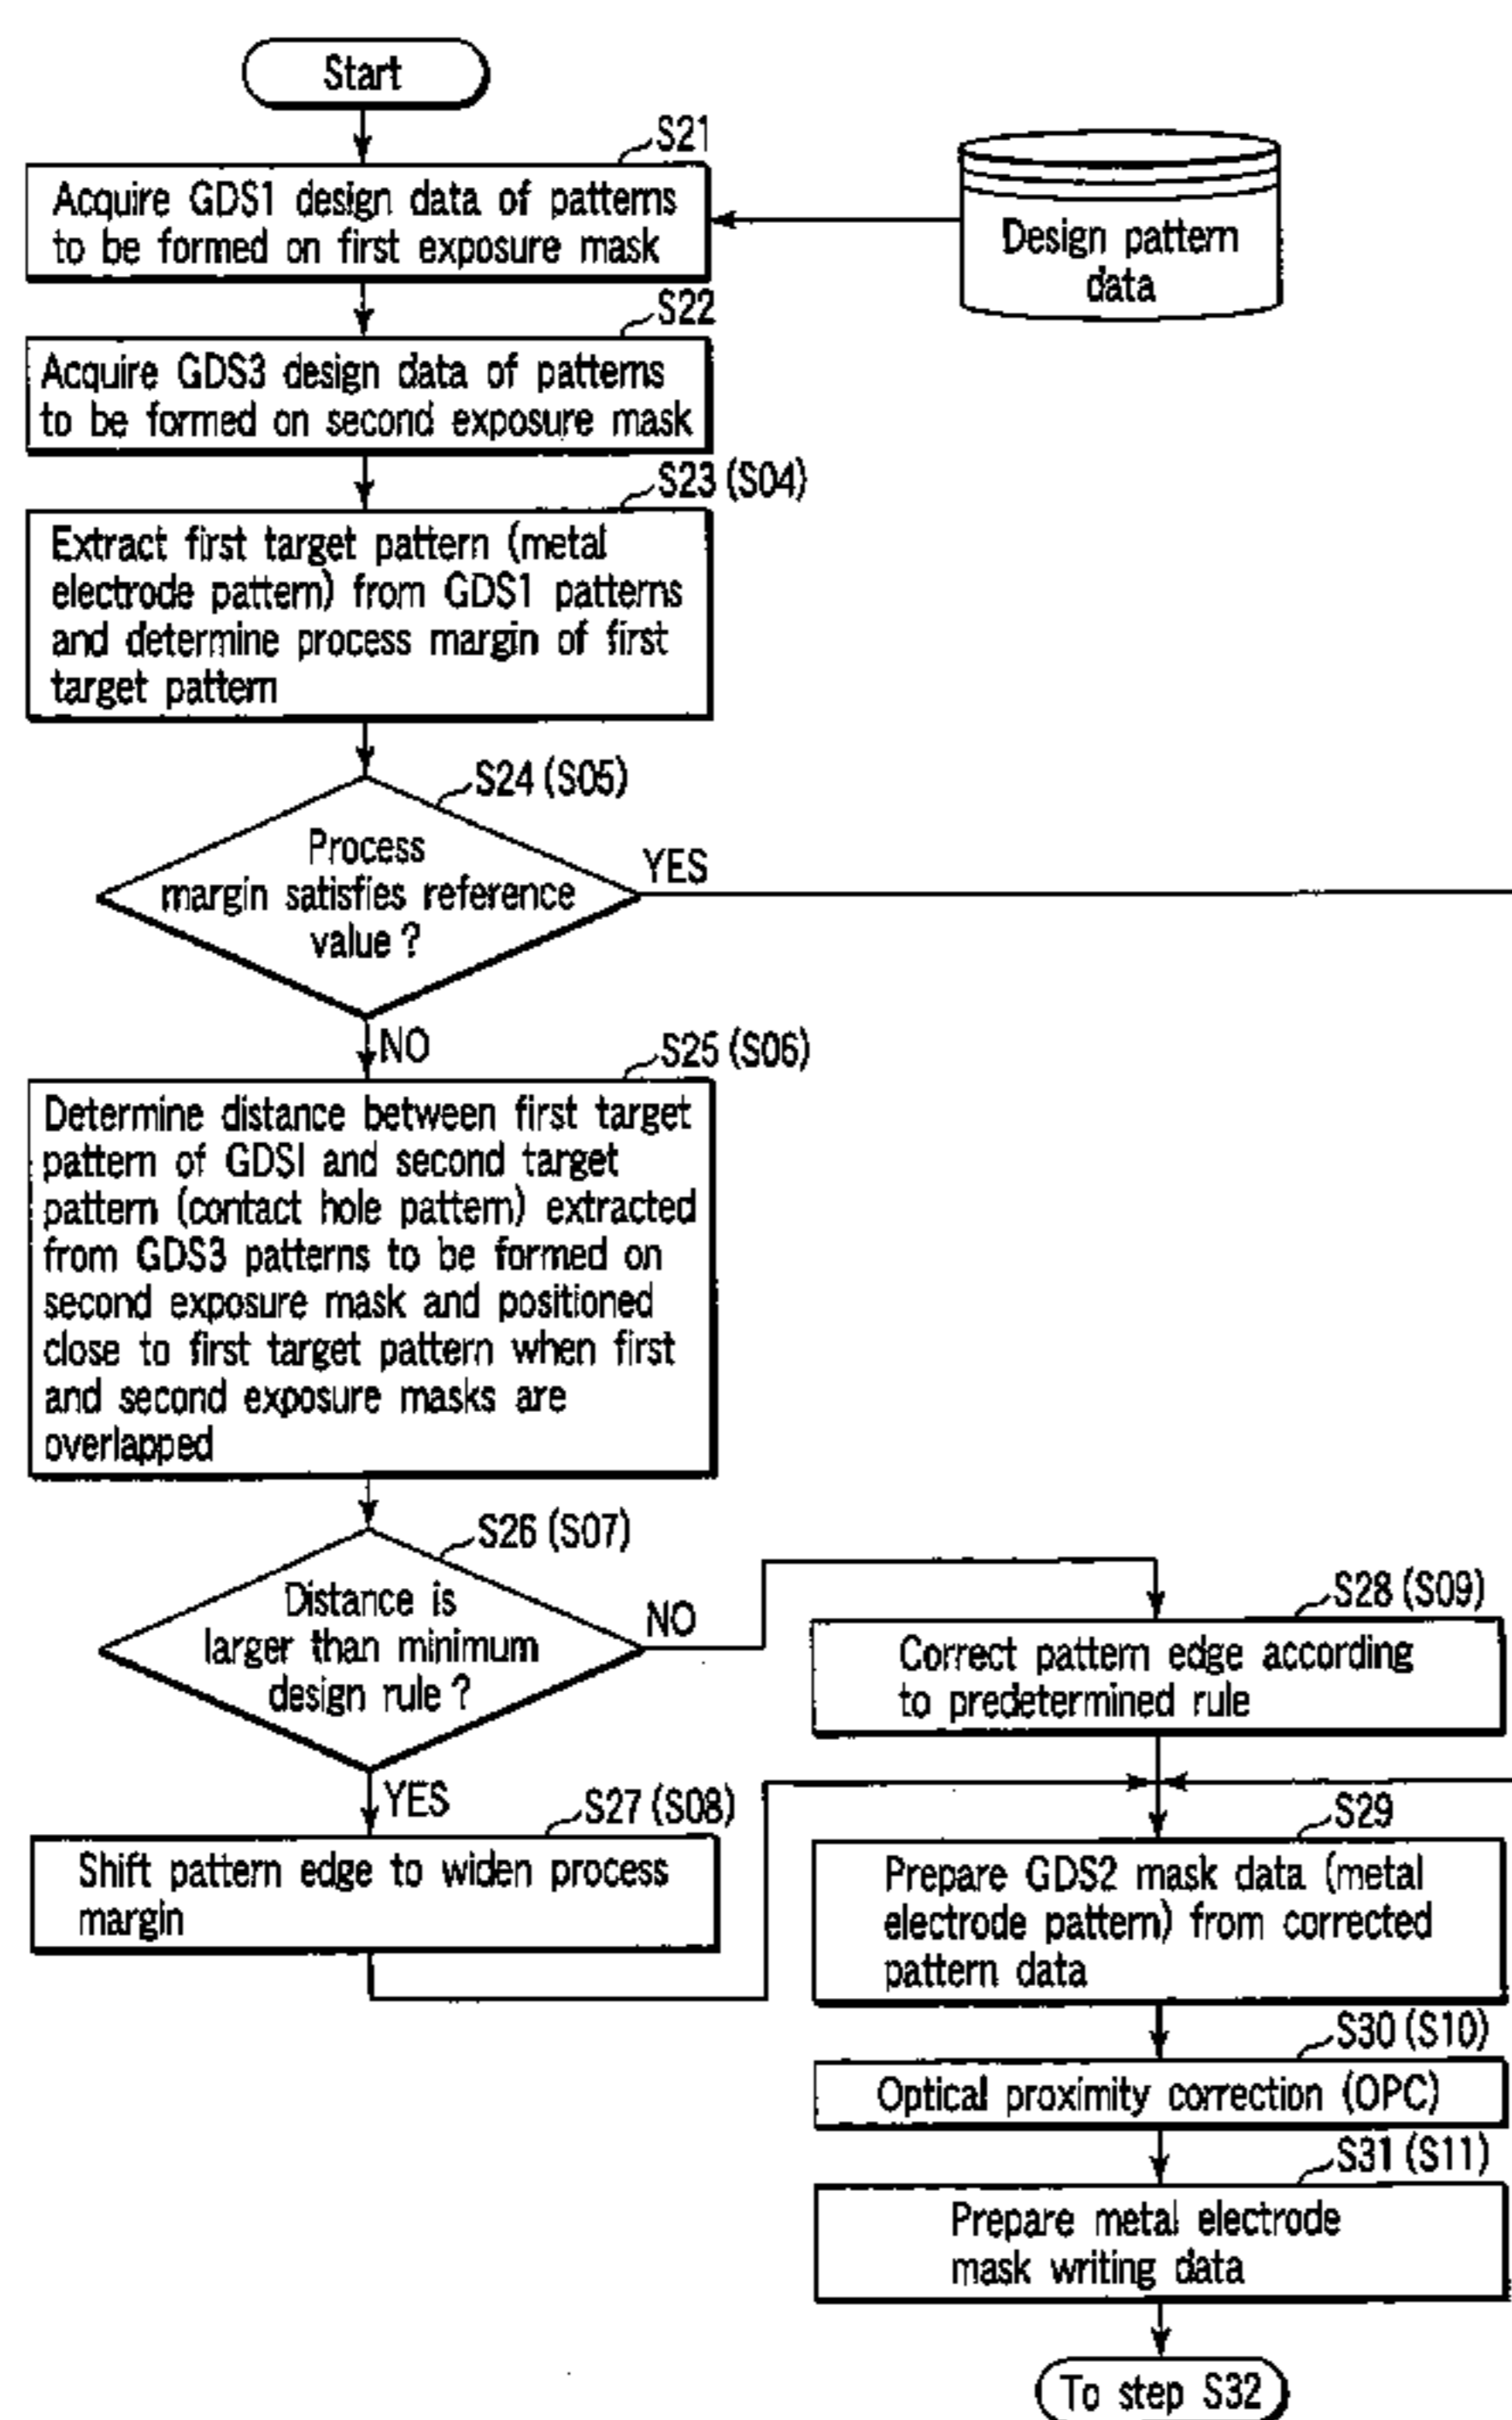 Start
S21
Acquire GDS1 design data of patterns
to be formed on first exposure mask
Design pattern
data
S22
Acquire GDS3 design data of patterns
to be formed on second exposure mask
S23 (S04)
Extract first target pattern (metal
electrode pattern) from GDS1 patterns
and determine process margin of first
target pattern
S24 (S05)
Process
margin satisfies reference
value ?
YES
NO
S25 (S06)
Determine distance between first target
pattern of GDSI and second target
pattern (contact hole pattern) extracted
from GDS3 patterns to be formed on
second exposure mask and positioned
close to first target pattern when first
and second exposure masks are
overlapped
S26 (S07)
Distance is
larger than minimum
design rule ?
NO
YES
S28 (S09)
Correct pattern edge according
to predetermined rule
S27 (S08)
Shift pattern edge to widen process
margin
S29
Prepare GDS2 mask data (metal
electrode pattern) from corrected
pattern data
S30 (S10)
Optical proximity correction (OPC)
S31 (S11)
Prepare metal electrode
mask writing data
To step S32